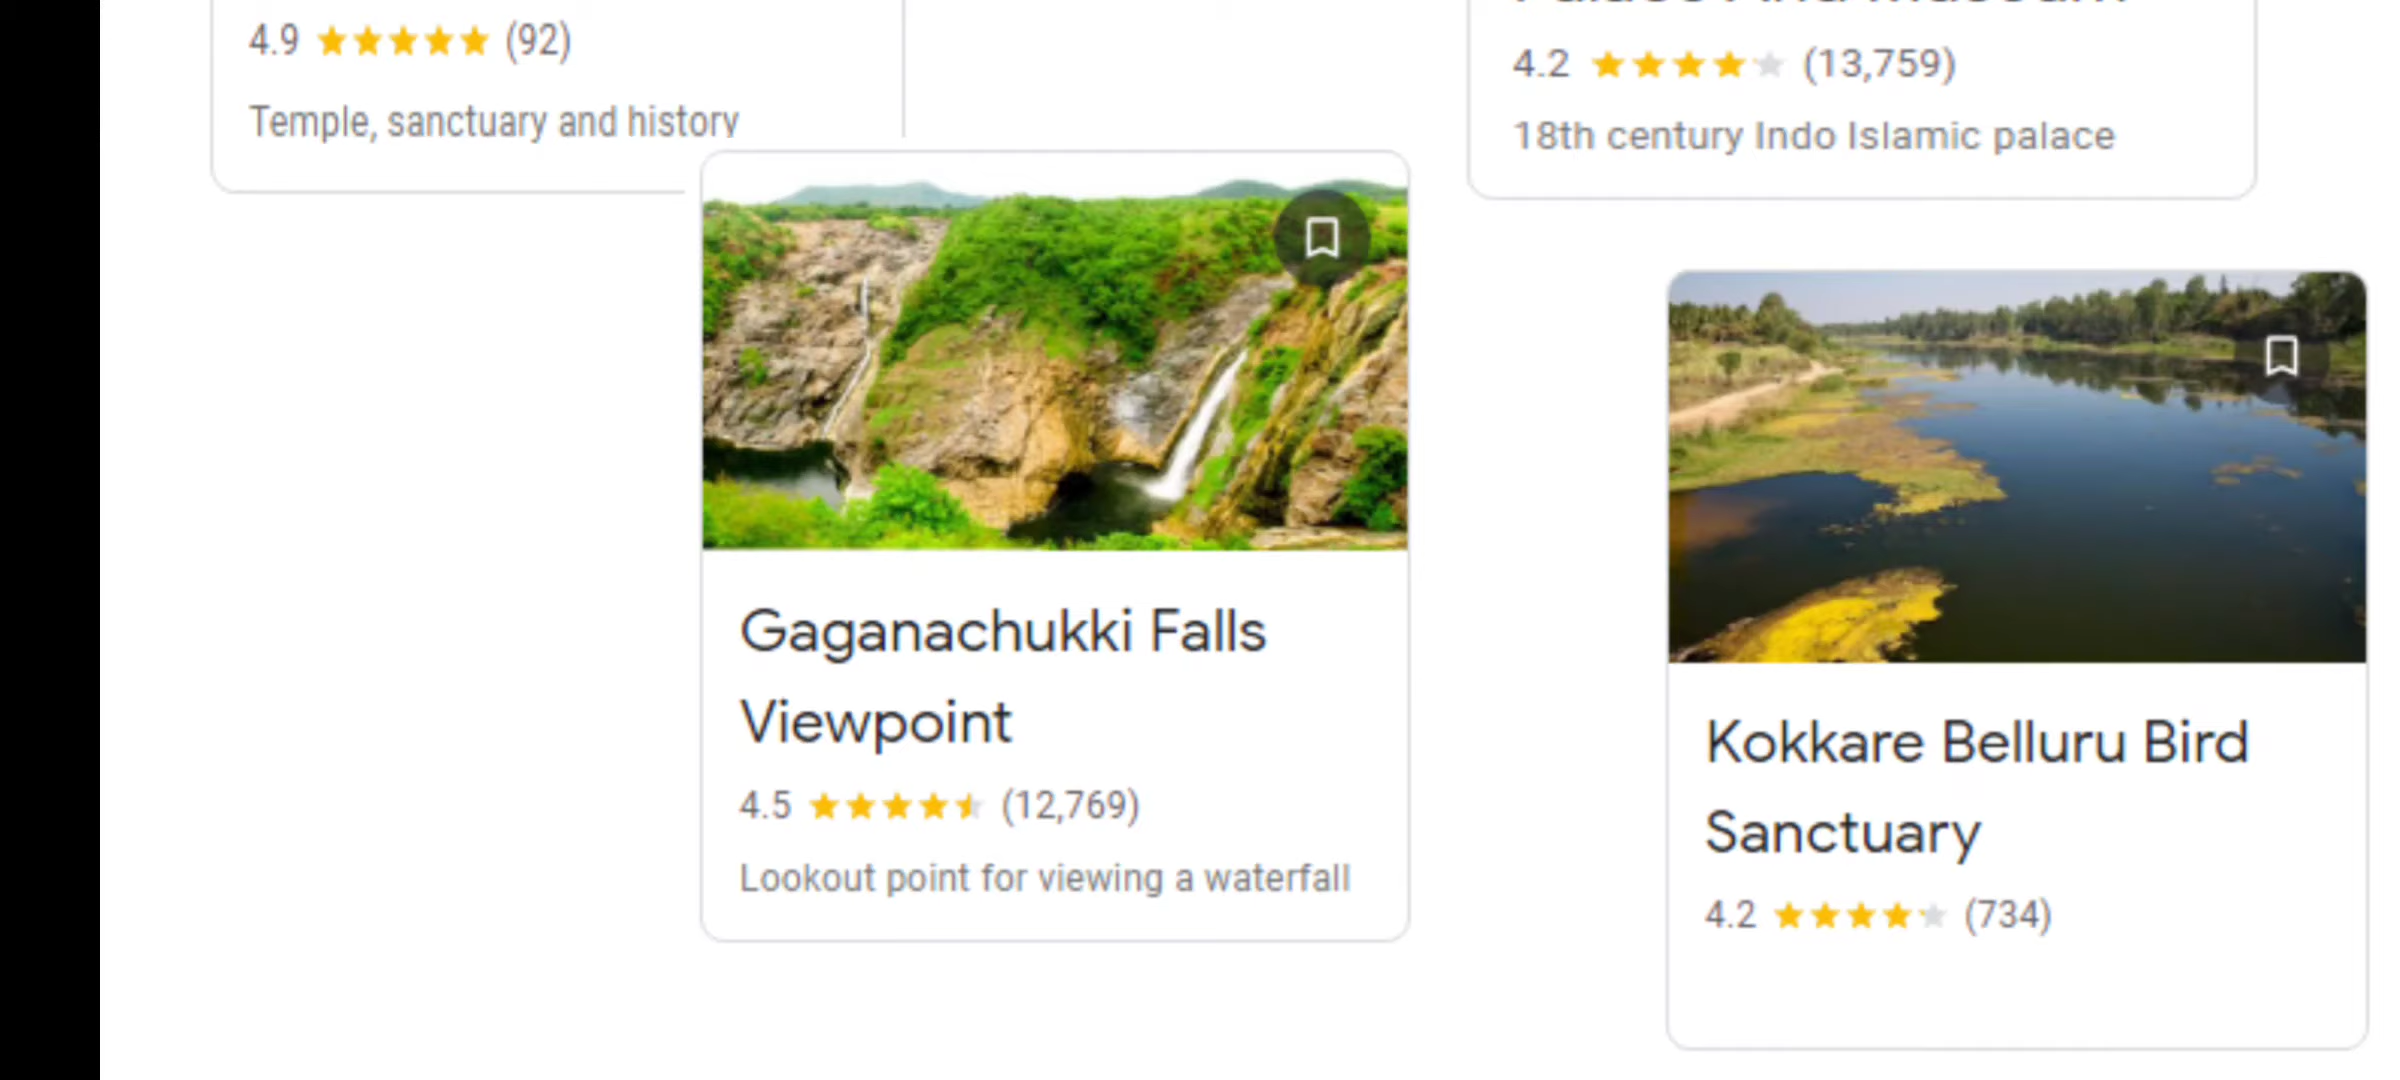 4.9 (92)
Temple, sanctuary and history
4.2 (13,759)
18th century Indo Islamic palace
Gaganachukki Falls
Viewpoint
4.5 (12,769)
Lookout point for viewing a waterfall
Kokkare Belluru Bird
Sanctuary
4.2 (734)